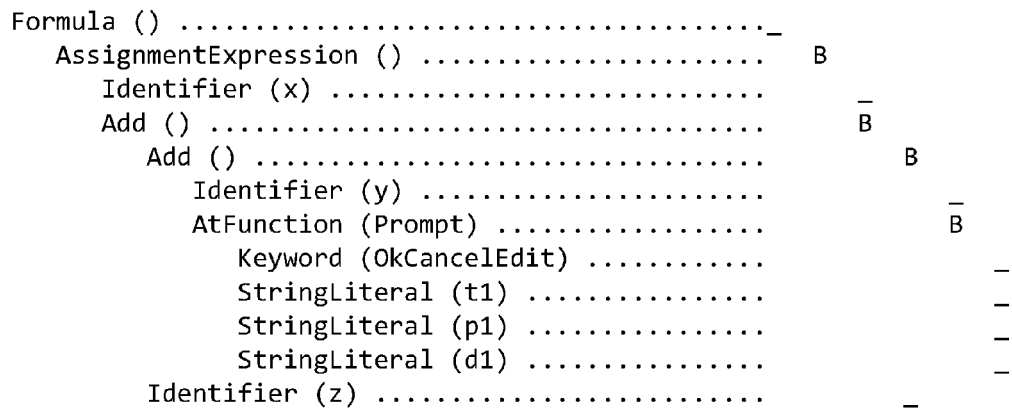 Formula () ......................................._
   AssignmentExpression () .......................   B
      Identifier (x) .............................      _
      Add () .....................................      B
         Add () ..................................         B
            Identifier (y) .......................            _
            AtFunction (Prompt) ..................            B
               Keyword (OkCancelEdit) ............               _
               StringLiteral (t1) ................               _
               StringLiteral (p1) ................               _
               StringLiteral (d1) ................               _
         Identifier (z) ..........................         _